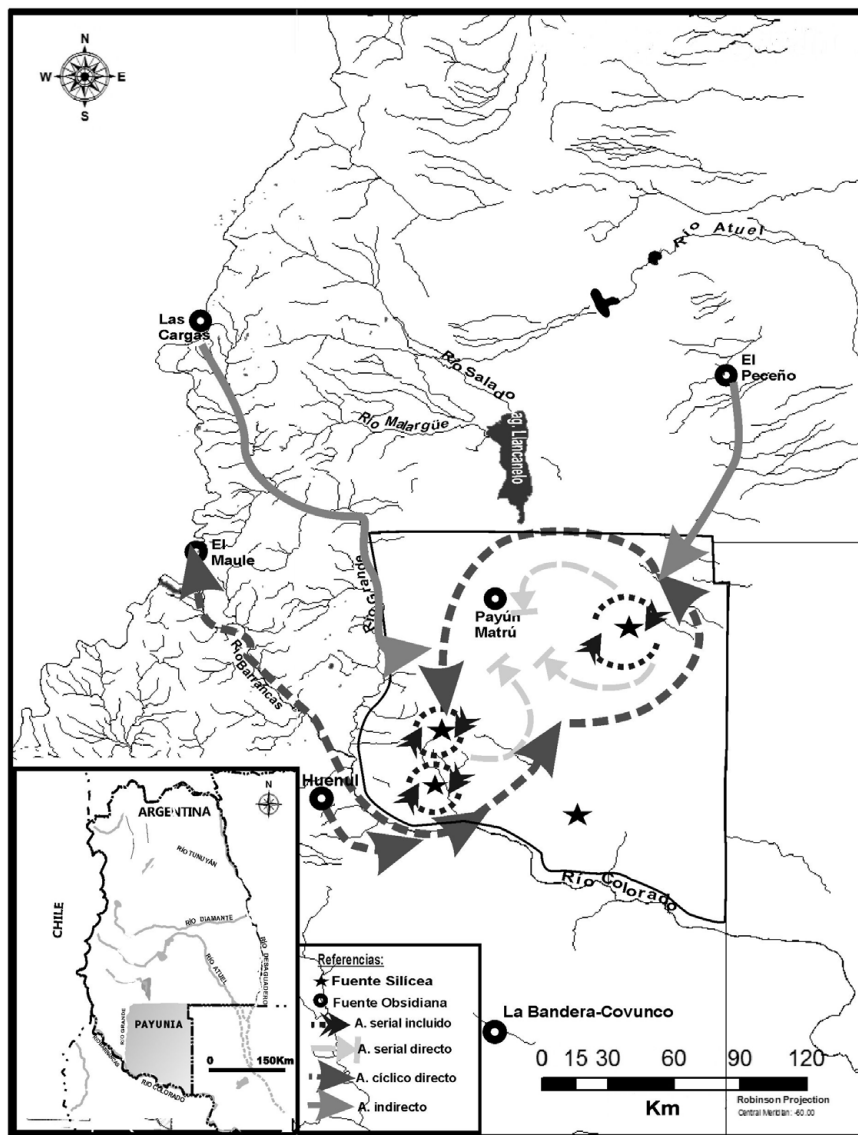 N
W
E
S
Río Atuel
Las
Cargas
El
Peceño
Río Salado
Río Malargüe
ag. Llancanelo
El
Maule
Río Grande
Payún
Matrú
Río Barrancas
Huenul
Río Colorado
La Bandera-Covunco
0 15 30 60 90 120
Km
Robinson Projection
Central Meridian: -60.00
N
ARGENTINA
CHILE
RÍO TUNUYÁN
RÍO DIAMANTE
RÍO ATUEL
RÍO DESAGUADERO
RÍO GRANDE
PAYUNIA
0 150Km
RÍO COLORADO
Referencias:
Fuente Silícea
Fuente Obsidiana
A. serial incluido
A. serial directo
A. cíclico directo
A. indirecto